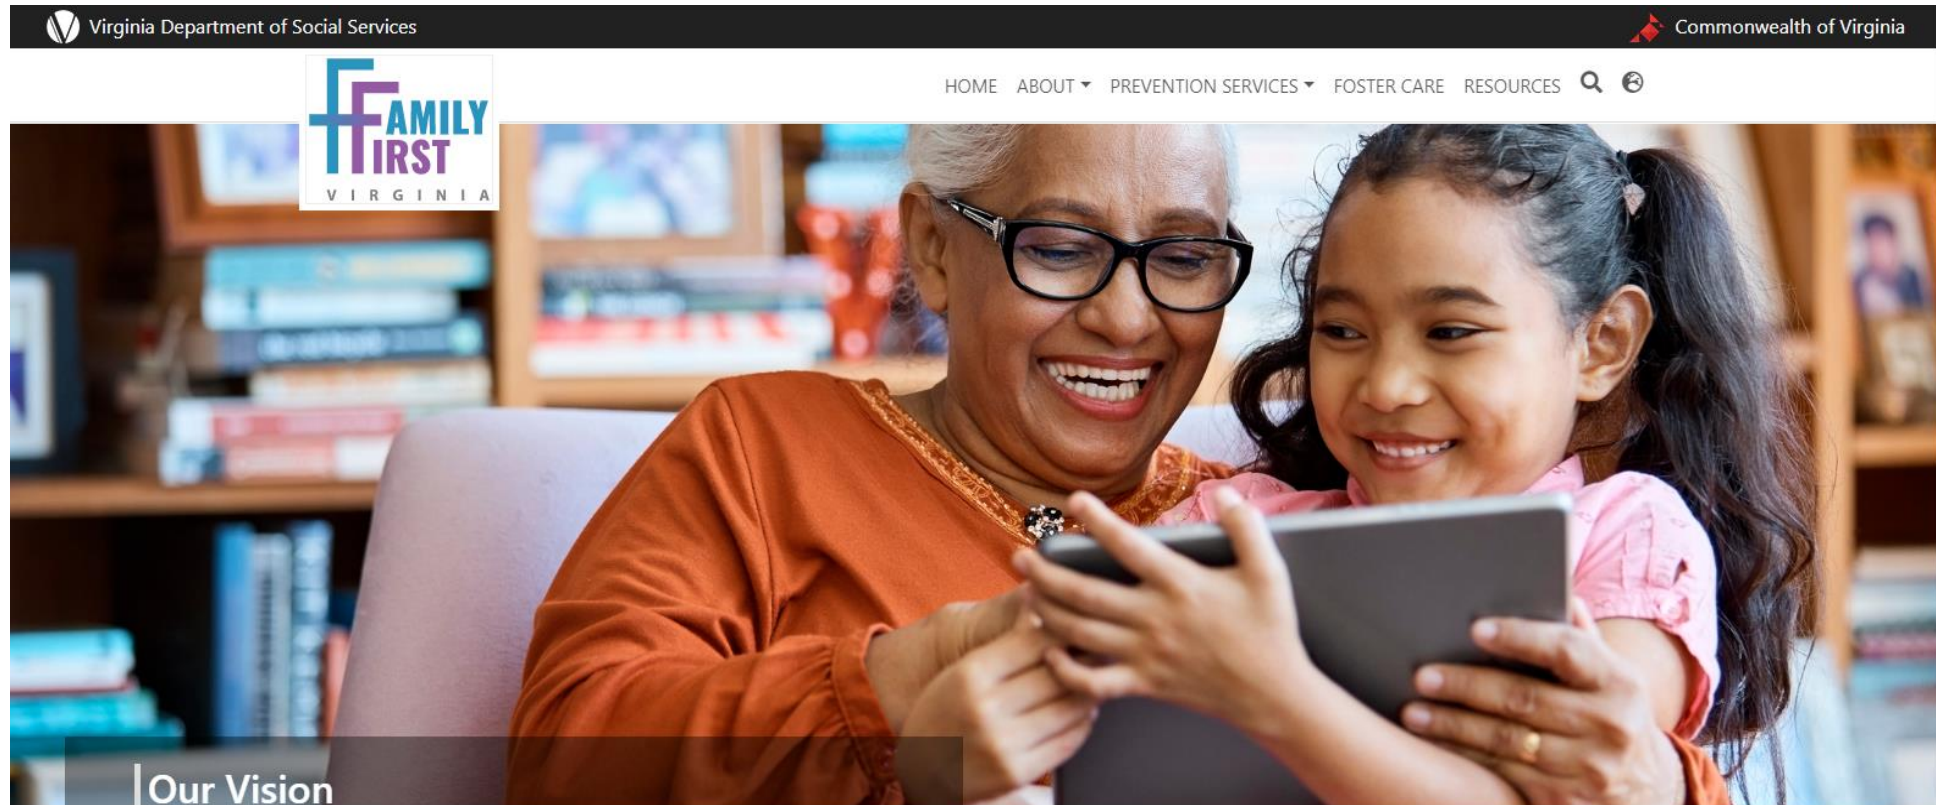 Virginia Department of Social Services
Commonwealth of Virginia
FAMILY
FIRST
VIRGINIA
HOME ABOUT PREVENTION SERVICES FOSTER CARE RESOURCES
Our Vision